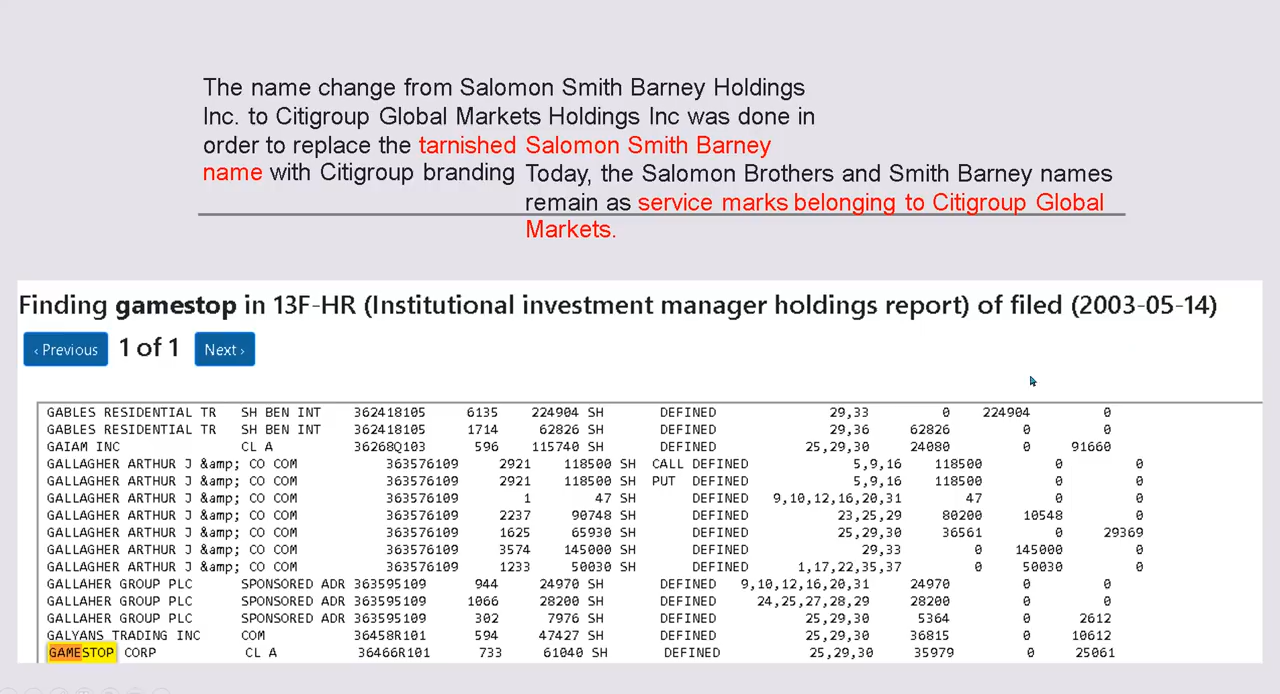 The name change from Salomon Smith Barney Holdings
Inc. to Citigroup Global Markets Holdings Inc was done in
order to replace the tarnished Salomon Smith Barney
name with Citigroup branding
Today, the Salomon Brothers and Smith Barney names
remain as service marks belonging to Citigroup Global
Markets.
Finding gamestop in 13F-HR (Institutional investment manager holdings report) of filed (2003-05-14)
‹ Previous 1 of 1 Next ›
GABLES RESIDENTIAL TR SH BEN INT 362418105 6135 224904 SH DEFINED 29,33 0 224904 0
GABLES RESIDENTIAL TR SH BEN INT 362418105 1714 62826 SH DEFINED 29,36 62826 0 0
GAIAM INC CL A 36268Q103 596 115740 SH DEFINED 25,29,30 24080 0 91660
GALLAGHER ARTHUR J &amp; CO COM 363576109 2921 118500 SH CALL DEFINED 5,9,16 118500 0 0
GALLAGHER ARTHUR J &amp; CO COM 363576109 2921 118500 SH PUT DEFINED 5,9,16 118500 0 0
GALLAGHER ARTHUR J &amp; CO COM 363576109 1 47 SH DEFINED 9,10,12,16,20,31 47 0 0
GALLAGHER ARTHUR J &amp; CO COM 363576109 2237 90748 SH DEFINED 23,25,29 80200 10548 0
GALLAGHER ARTHUR J &amp; CO COM 363576109 1625 65930 SH DEFINED 25,29,30 36561 0 29369
GALLAGHER ARTHUR J &amp; CO COM 363576109 3574 145000 SH DEFINED 29,33 0 145000 0
GALLAGHER ARTHUR J &amp; CO COM 363576109 1233 50030 SH DEFINED 1,17,22,35,37 0 50030 0
GALLAHER GROUP PLC SPONSORED ADR 363595109 944 24970 SH DEFINED 9,10,12,16,20,31 24970 0 0
GALLAHER GROUP PLC SPONSORED ADR 363595109 1066 28200 SH DEFINED 24,25,27,28,29 28200 0 0
GALLAHER GROUP PLC SPONSORED ADR 363595109 302 7976 SH DEFINED 25,29,30 5364 0 2612
GALYANS TRADING INC COM 36458R101 594 47427 SH DEFINED 25,29,30 36815 0 10612
GAMESTOP CORP CL A 36466R101 733 61040 SH DEFINED 25,29,30 35979 0 25061